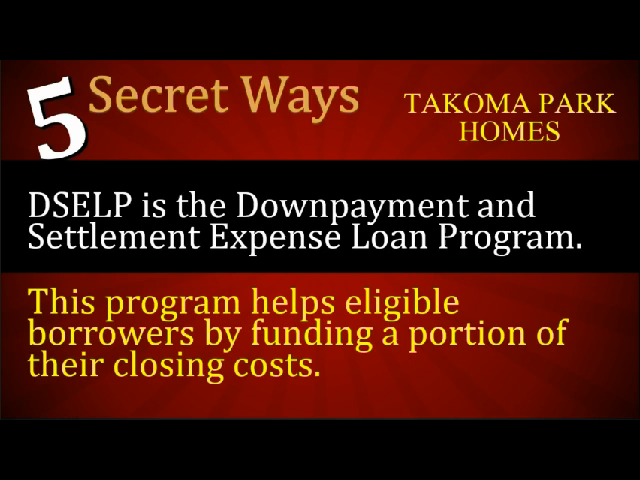 5 Secret Ways
TAKOMA PARK
HOMES
DSELP is the Downpayment and
Settlement Expense Loan Program.
This program helps eligible
borrowers by funding a portion of
their closing costs.